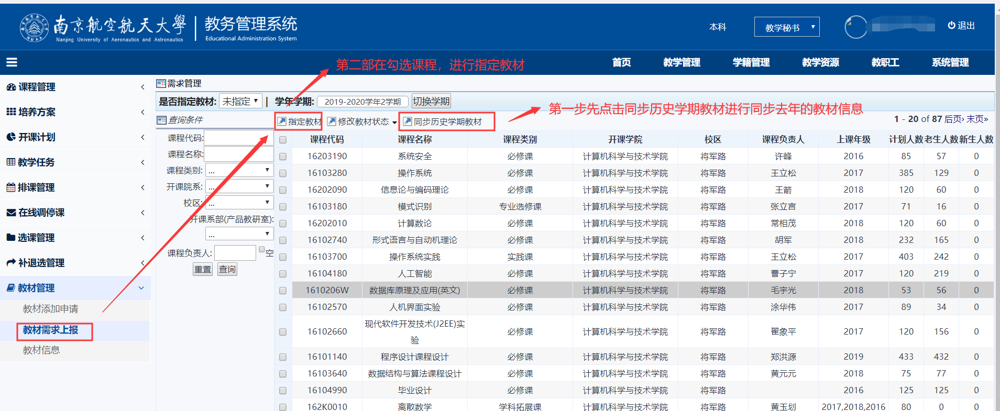 南京航空航天大學 | 教务管理系统
Nanjing University of Aeronautics and Astronautics
Educational Administration System
本科 教学秘书 退出
首页 教学管理 学籍管理 教学资源 教职工 系统管理
第二部在勾选课程，进行指定教材
课程管理
培养方案
开课计划
教学任务
排课管理
在线调停课
选课管理
补退选管理
教材管理
教材添加申请
教材需求上报
教材信息
需求管理
是否指定教材: 未指定 | 学年学期: 2019-2020学年2学期 切换学期
第一步先点击同步历史学期教材进行同步去年的教材信息
查询条件
课程代码:
课程名称:
课程类别: ...
开课院系: ...
校区: ...
开课系部(产品教研室):
...
课程负责人: 空
重置 查询
指定教材 修改教材状态 同步历史学期教材
1 - 20 of 87 后页› 末页»
课程代码 课程名称 课程类别 开课学院 校区 课程负责人 上课年级 计划人数 老生人数 新生人数
16203190 系统安全 必修课 计算机科学与技术学院 将军路 许峰 2016 85 57 0
16103280 操作系统 必修课 计算机科学与技术学院 将军路 王立松 2017 385 129 0
16202090 信息论与编码理论 必修课 计算机科学与技术学院 将军路 王箭 2018 120 60 0
16103180 模式识别 专业选修课 计算机科学与技术学院 将军路 张立言 2017 71 16 0
16202010 计算数论 必修课 计算机科学与技术学院 将军路 常相茂 2018 120 60 0
16102740 形式语言与自动机理论 必修课 计算机科学与技术学院 将军路 胡军 2018 232 165 0
16103700 操作系统实践 实践课 计算机科学与技术学院 将军路 王立松 2017 403 242 0
16104180 人工智能 必修课 计算机科学与技术学院 将军路 曹子宁 2017 120 219 0
1610206W 数据库原理及应用(英文) 必修课 计算机科学与技术学院 将军路 毛宇光 2018 53 56 0
16102570 人机界面实验 必修课 计算机科学与技术学院 将军路 涂华伟 2017 89 34 0
16102660 现代软件开发技术(J2EE)实验 必修课 计算机科学与技术学院 将军路 翟象平 2017 120 156 0
16101140 程序设计课程设计 必修课 计算机科学与技术学院 将军路 郑洪源 2019 433 432 0
16103640 数据结构与算法课程设计 必修课 计算机科学与技术学院 将军路 黄元元 2018 75 77 0
16104990 毕业设计 必修课 计算机科学与技术学院 将军路 2016 125 125 0
162K0010 离散数学 学科拓展课 计算机科学与技术学院 将军路 黄玉划 2017,2018,2016 80 0 0